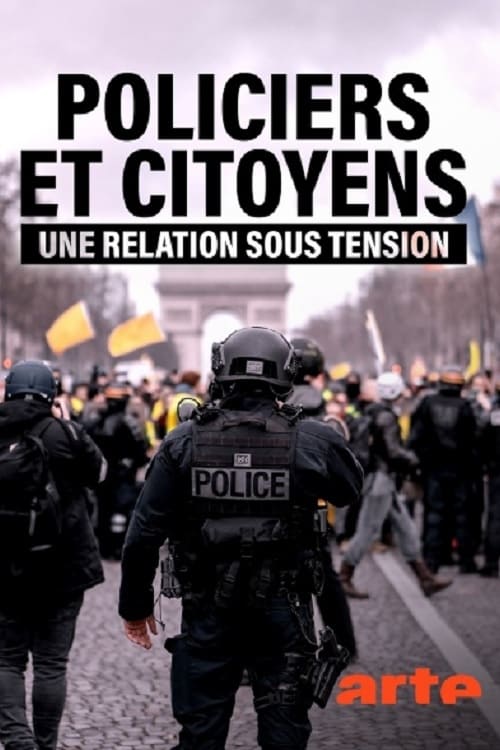 POLICIERS
ET CITOYENS
UNE RELATION SOUS TENSION
POLICE
arte